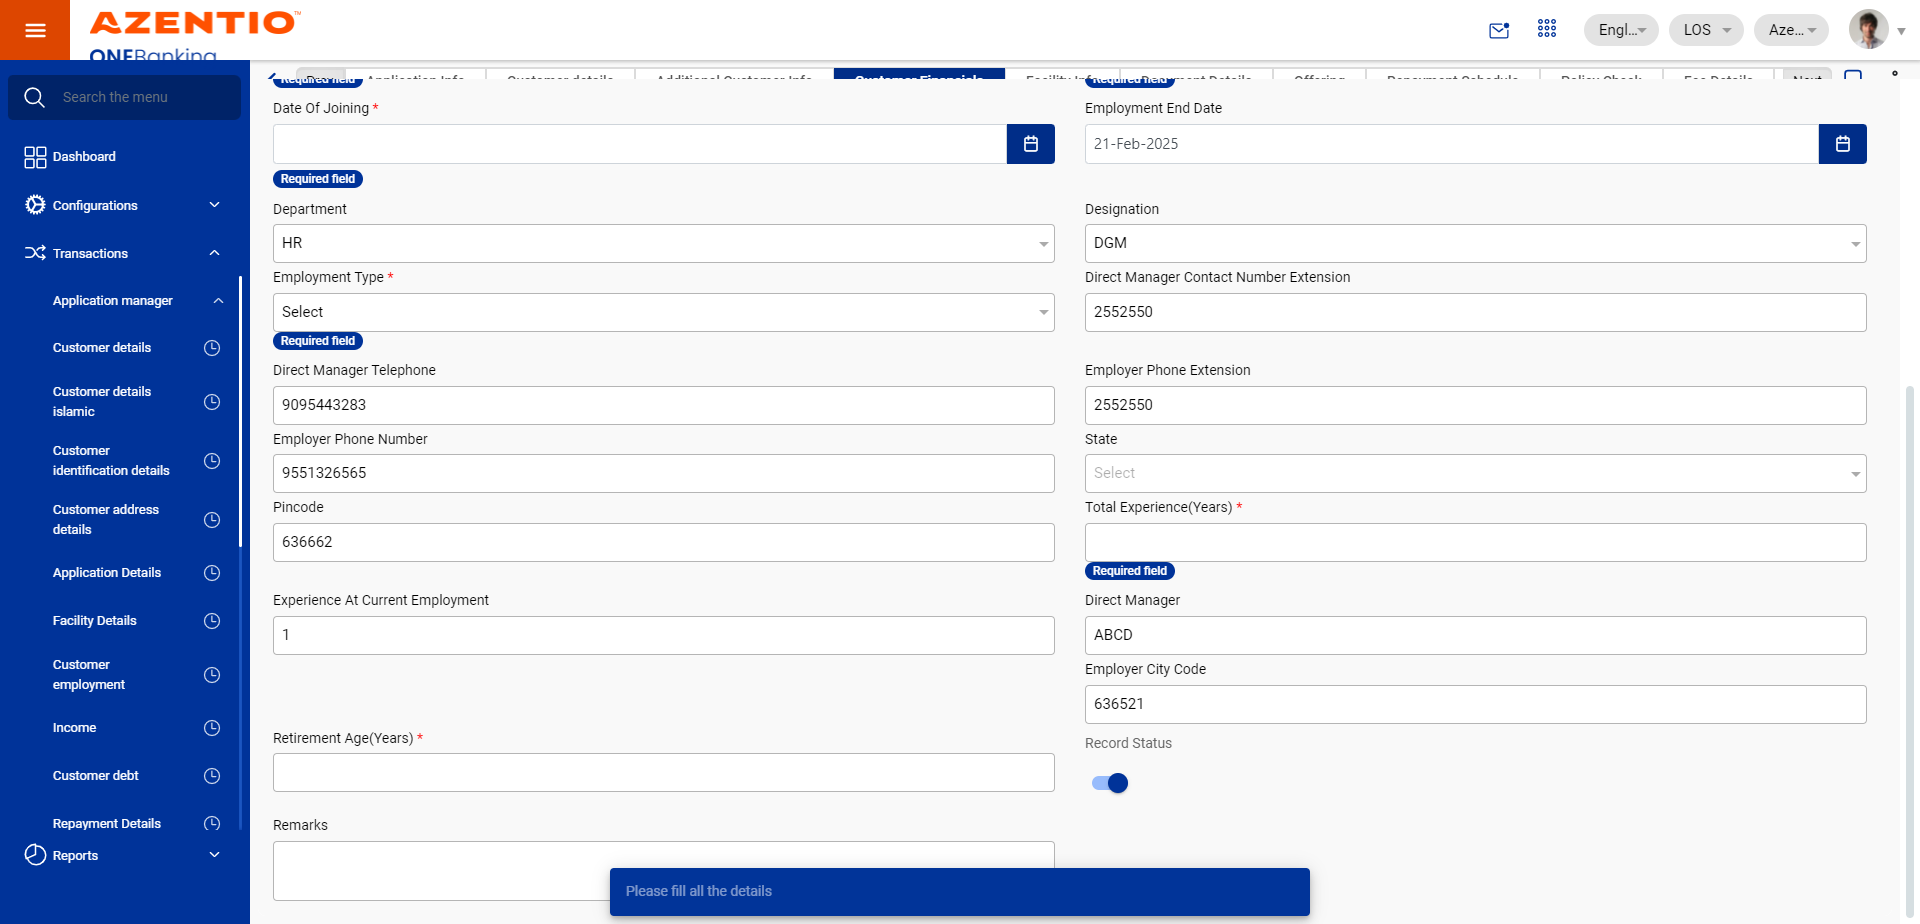 AZENTIO™
ONEBanking
Engl...
LOS
Aze...
Search the menu
Dashboard
Configurations
Transactions
Application manager
Customer details
Customer details
islamic
Customer
identification details
Customer address
details
Application Details
Facility Details
Customer
employment
Income
Customer debt
Repayment Details
Reports
Application Info
Customer details
Additional Customer Info
Customer Financials
Facility Info
Repayment Schedule
Policy Check
Fee Details
Next
Required field
Required field
Date Of Joining *
Employment End Date
21-Feb-2025
Required field
Department
Designation
HR
DGM
Employment Type *
Direct Manager Contact Number Extension
Select
2552550
Required field
Direct Manager Telephone
Employer Phone Extension
9095443283
2552550
Employer Phone Number
State
9551326565
Select
Pincode
Total Experience(Years) *
636662
Required field
Experience At Current Employment
Direct Manager
1
ABCD
Employer City Code
636521
Retirement Age(Years) *
Record Status
Remarks
Please fill all the details